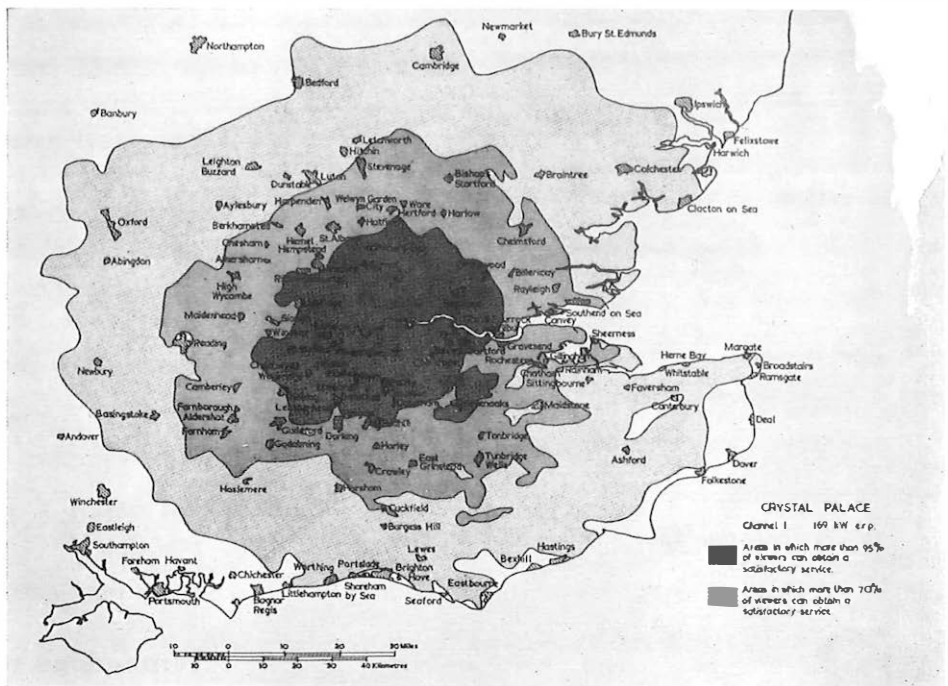 Newmarket
Bury St. Edmunds
Northampton
Cambridge
Bedford
Banbury
Ipswich
Felixstowe
Harwich
Letchworth
Hitchin
Stevenage
Leighton
Buzzard
Luton
Dunstable
Bishop's
Stortford
Braintree
Colchester
Clacton on Sea
Aylesbury
Harpenden
Welwyn Garden
City
Ware
Hertford
Harlow
Oxford
Berkhamsted
Hemel
Hempstead
St. Alb
Hatfi
Chelmsford
Chesham
Amersham
Abingdon
High
Wycombe
Billericay
Rayleigh
Southend on Sea
Canvey
Maidenhead
Reading
Sheerness
Gravesend
Rochester
Gillingham
Chatham
Rainham
Sittingbourne
Margate
Herne Bay
Whitstable
Broadstairs
Ramsgate
Newbury
Camberley
Faversham
Canterbury
Basingstoke
Farnborough
Aldershot
Farnham
Guildford
Godalming
Dorking
Maidstone
Deal
Andover
Horley
Tonbridge
Tunbridge
Wells
East
Grinstead
Crawley
Ashford
Dover
Folkestone
Haslemere
Horsham
Winchester
Cuckfield
Burgess Hill
Eastleigh
Southampton
Lewes
Bexhill
Hastings
Fareham
Havant
Portsmouth
Chichester
Bognor
Regis
Littlehampton
Worthing
Portslade
Shoreham
by Sea
Brighton
Hove
Seaford
Eastbourne
CRYSTAL PALACE
Channel 1 169 kW e.r.p.
Areas in which more than 95%
of viewers can obtain a
satisfactory service.
Areas in which more than 70%
of viewers can obtain a
satisfactory service.
10 0 10 20 30 Miles
10 0 10 20 30 40 Kilometres